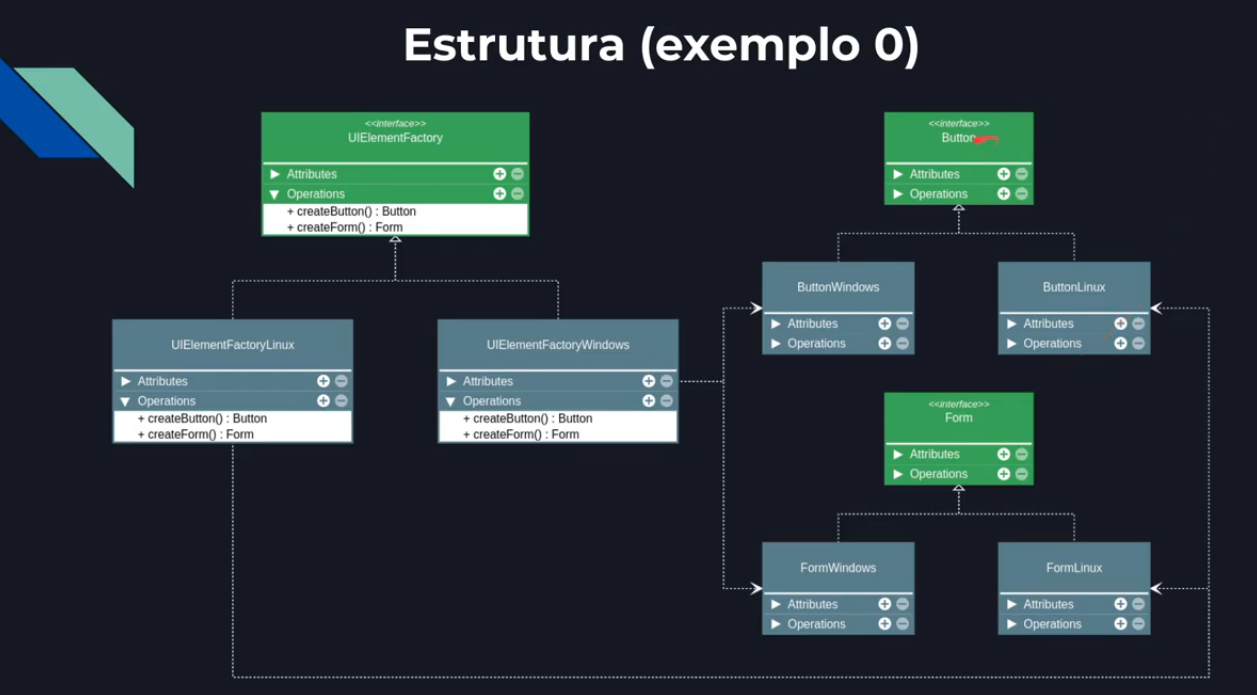 Estrutura (exemplo 0)
<<interface>>
UIElementFactory
Attributes
Operations
+ createButton() : Button
+ createForm() : Form
<<interface>>
Button
Attributes
Operations
UIElementFactoryLinux
Attributes
Operations
+ createButton() : Button
+ createForm() : Form
UIElementFactoryWindows
Attributes
Operations
+ createButton() : Button
+ createForm() : Form
ButtonWindows
Attributes
Operations
ButtonLinux
Attributes
Operations
<<interface>>
Form
Attributes
Operations
FormWindows
Attributes
Operations
FormLinux
Attributes
Operations